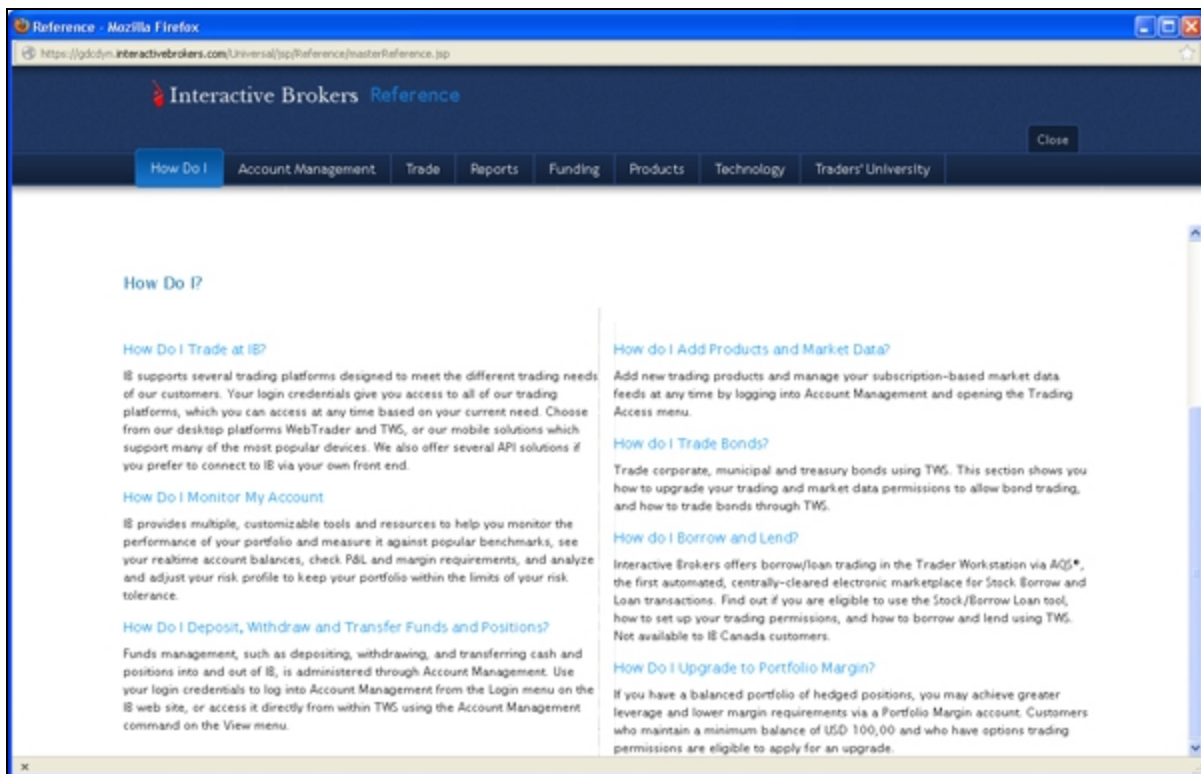 Reference - Mozilla Firefox
https://gdcdyn.interactivebrokers.com/Universal/jsp/Reference/masterReference.jsp
Interactive Brokers Reference
Close
How Do I Account Management Trade Reports Funding Products Technology Traders' University
How Do I?
How Do I Trade at IB?
IB supports several trading platforms designed to meet the different trading needs
of our customers. Your login credentials give you access to all of our trading
platforms, which you can access at any time based on your current need. Choose
from our desktop platforms WebTrader and TWS, or our mobile solutions which
support many of the most popular devices. We also offer several API solutions if
you prefer to connect to IB via your own front end.
How Do I Monitor My Account
IB provides multiple, customizable tools and resources to help you monitor the
performance of your portfolio and measure it against popular benchmarks, see
your realtime account balances, check P&L and margin requirements, and analyze
and adjust your risk profile to keep your portfolio within the limits of your risk
tolerance.
How Do I Deposit, Withdraw and Transfer Funds and Positions?
Funds management, such as depositing, withdrawing, and transferring cash and
positions into and out of IB, is administered through Account Management. Use
your login credentials to log into Account Management from the Login menu on the
IB web site, or access it directly from within TWS using the Account Management
command on the View menu.
How do I Add Products and Market Data?
Add new trading products and manage your subscription-based market data
feeds at any time by logging into Account Management and opening the Trading
Access menu.
How do I Trade Bonds?
Trade corporate, municipal and treasury bonds using TWS. This section shows you
how to upgrade your trading and market data permissions to allow bond trading,
and how to trade bonds through TWS.
How do I Borrow and Lend?
Interactive Brokers offers borrow/loan trading in the Trader Workstation via AQS®,
the first automated, centrally-cleared electronic marketplace for Stock Borrow and
Loan transactions. Find out if you are eligible to use the Stock/Borrow Loan tool,
how to set up your trading permissions, and how to borrow and lend using TWS.
Not available to IB Canada customers.
How Do I Upgrade to Portfolio Margin?
If you have a balanced portfolio of hedged positions, you may achieve greater
leverage and lower margin requirements via a Portfolio Margin account. Customers
who maintain a minimum balance of USD 100,00 and who have options trading
permissions are eligible to apply for an upgrade.
x